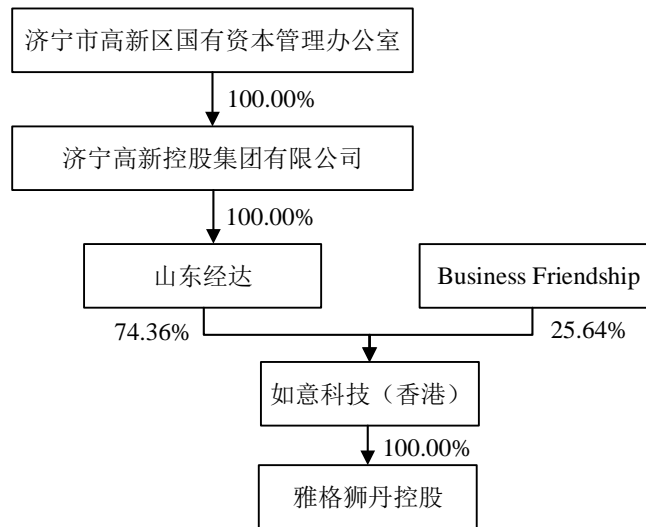 济宁市高新区国有资本管理办公室
100.00%
济宁高新控股集团有限公司
100.00%
山东经达
Business Friendship
74.36%
25.64%
如意科技（香港）
100.00%
雅格狮丹控股